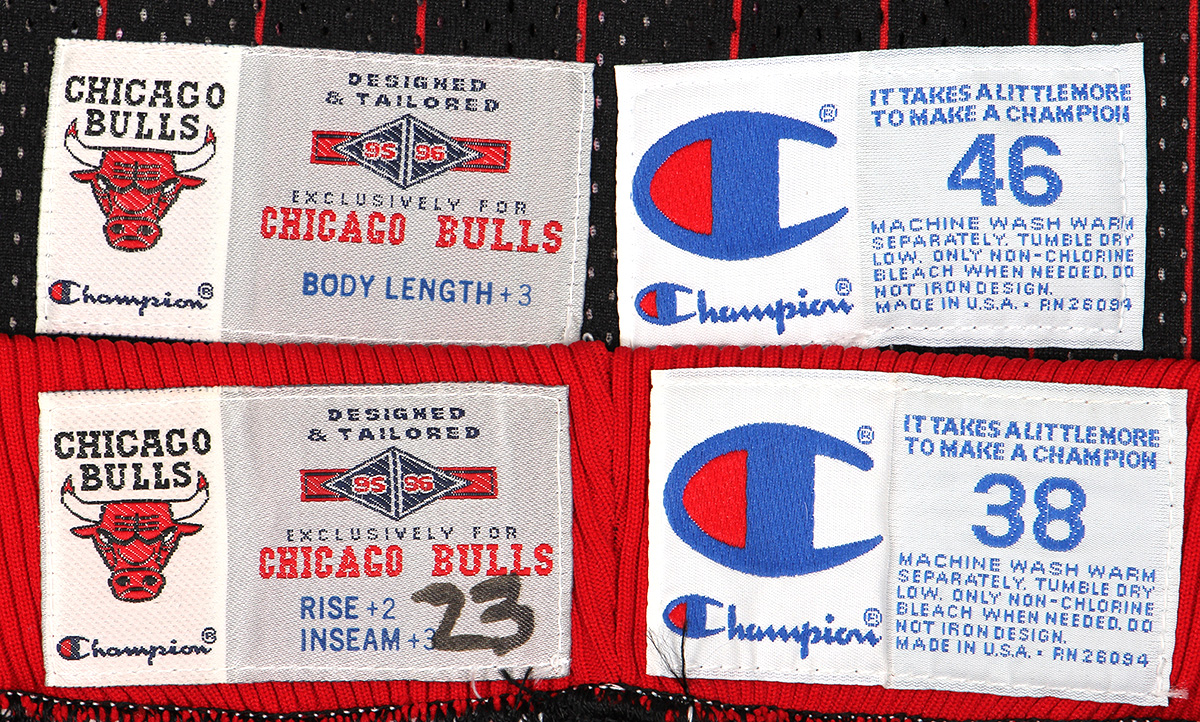 CHICAGO
BULLS
Champion®
DESIGNED
& TAILORED
95 96
EXCLUSIVELY FOR
CHICAGO BULLS
BODY LENGTH +3
®
Champion®
IT TAKES A LITTLE MORE
TO MAKE A CHAMPION
46
MACHINE WASH WARM
SEPARATELY. TUMBLE DRY
LOW. ONLY NON-CHLORINE
BLEACH WHEN NEEDED. DO
NOT IRON DESIGN.
MADE IN U.S.A. • RN 26094
CHICAGO
BULLS
Champion®
DESIGNED
& TAILORED
95 96
EXCLUSIVELY FOR
CHICAGO BULLS
RISE +2
INSEAM +3
23
®
Champion®
IT TAKES A LITTLE MORE
TO MAKE A CHAMPION
38
MACHINE WASH WARM
SEPARATELY. TUMBLE DRY
LOW. ONLY NON-CHLORINE
BLEACH WHEN NEEDED. DO
NOT IRON DESIGN.
MADE IN U.S.A. • RN 26094